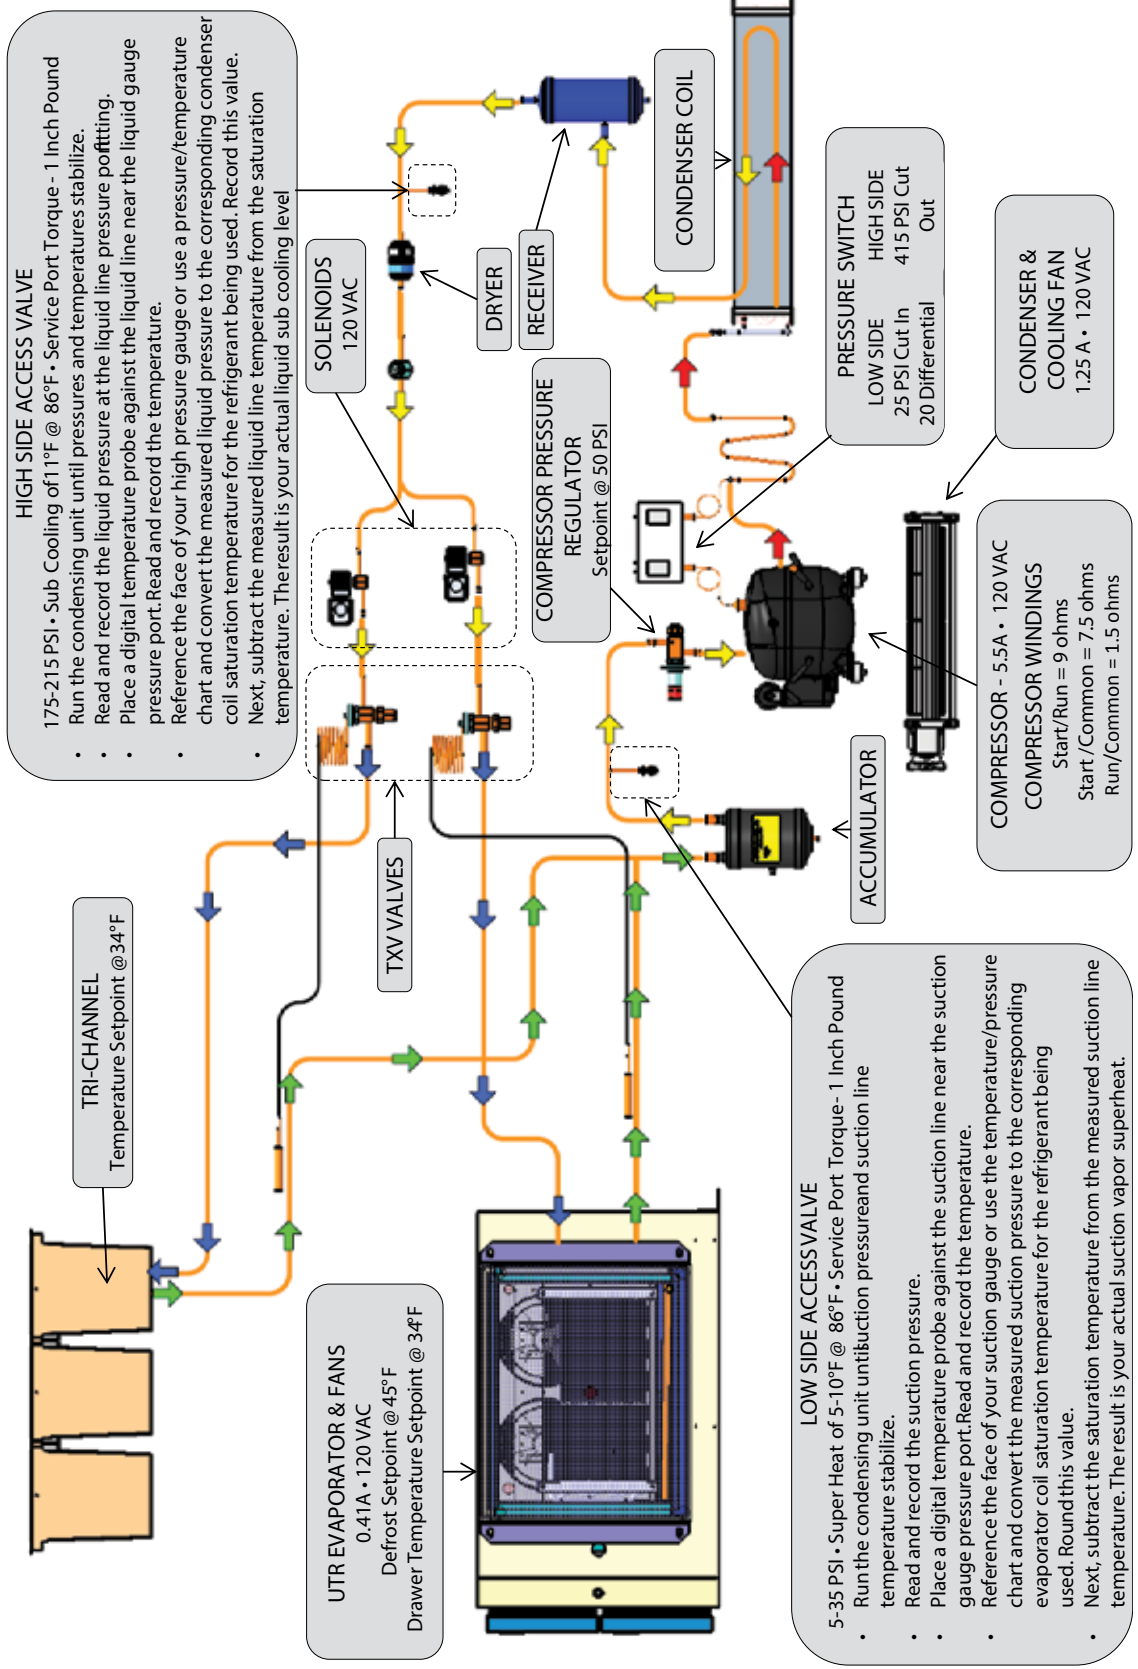 HIGH SIDE ACCESS VALVE
175-215 PSI • Sub Cooling of 11°F @ 86°F • Service Port Torque - 1 Inch Pound
• Run the condensing unit until pressures and temperatures stabilize.
• Read and record the liquid pressure at the liquid line pressure
• Place a digital temperature probe against the liquid line near the liquid gauge
pressure port. Read and record the temperature.
• Reference the face of your high pressure gauge or use a pressure/temperature
chart and convert the measured liquid pressure to the corresponding condenser
coil saturation temperature for the refrigerant being used. Record this value.
• Next, subtract the measured liquid line temperature from the saturation
temperature. The result is your actual liquid sub cooling level
SOLENOIDS
120 VAC
DRYER
RECEIVER
CONDENSER COIL
TRI-CHANNEL
Temperature Setpoint @34°F
TXV VALVES
COMPRESSOR PRESSURE
REGULATOR
Setpoint @ 50 PSI
PRESSURE SWITCH
LOW SIDE HIGH SIDE
25 PSI Cut In 415 PSI Cut
20 Differential Out
UTR EVAPORATOR & FANS
0.41A • 120 VAC
Defrost Setpoint @ 45°F
Drawer Temperature Setpoint @ 34°F
ACCUMULATOR
COMPRESSOR - 5.5A • 120 VAC
COMPRESSOR WINDINGS
Start/Run = 9 ohms
Start /Common = 7.5 ohms
Run/Common = 1.5 ohms
CONDENSER &
COOLING FAN
1.25 A • 120 VAC
LOW SIDE ACCESS VALVE
5-35 PSI • Super Heat of 5-10°F @ 86°F • Service Port Torque - 1 Inch Pound
• Run the condensing unit until suction pressure and suction line
temperature stabilize.
• Read and record the suction pressure.
• Place a digital temperature probe against the suction line near the suction
gauge pressure port. Read and record the temperature.
• Reference the face of your suction gauge or use the temperature/pressure
chart and convert the measured suction pressure to the corresponding
evaporator coil saturation temperature for the refrigerant being
used. Round this value.
• Next, subtract the saturation temperature from the measured suction line
temperature. The result is your actual suction vapor superheat.